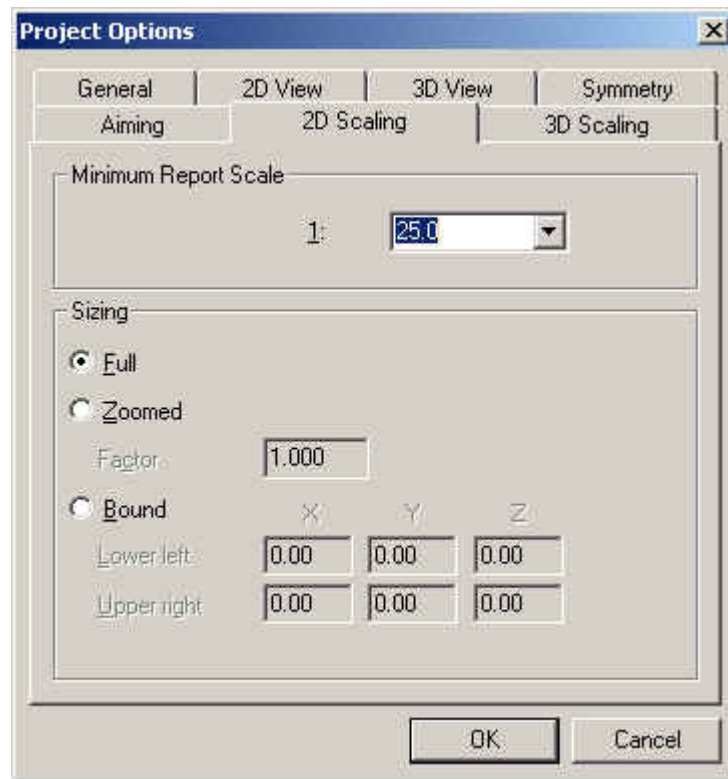 Project Options
General 2D View 3D View Symmetry
Aiming 2D Scaling 3D Scaling
Minimum Report Scale
1: 25.0
Sizing
Full
Zoomed
Factor 1.000
Bound X Y Z
Lower left 0.00 0.00 0.00
Upper right 0.00 0.00 0.00
OK Cancel